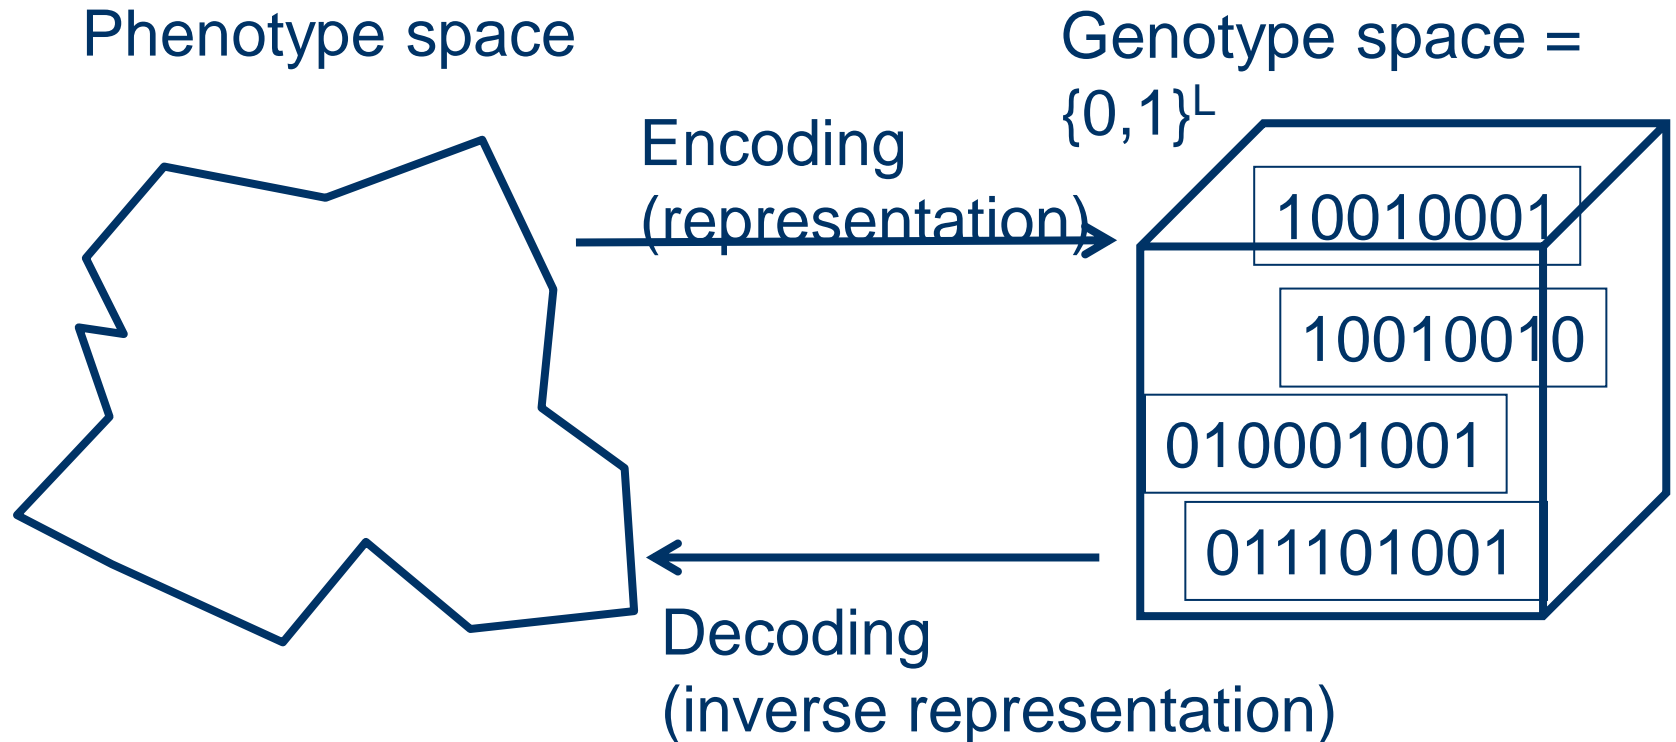 Phenotype space
Genotype space =
{0,1}ᴸ
Encoding
(representation)
10010001
10010010
010001001
011101001
Decoding
(inverse representation)